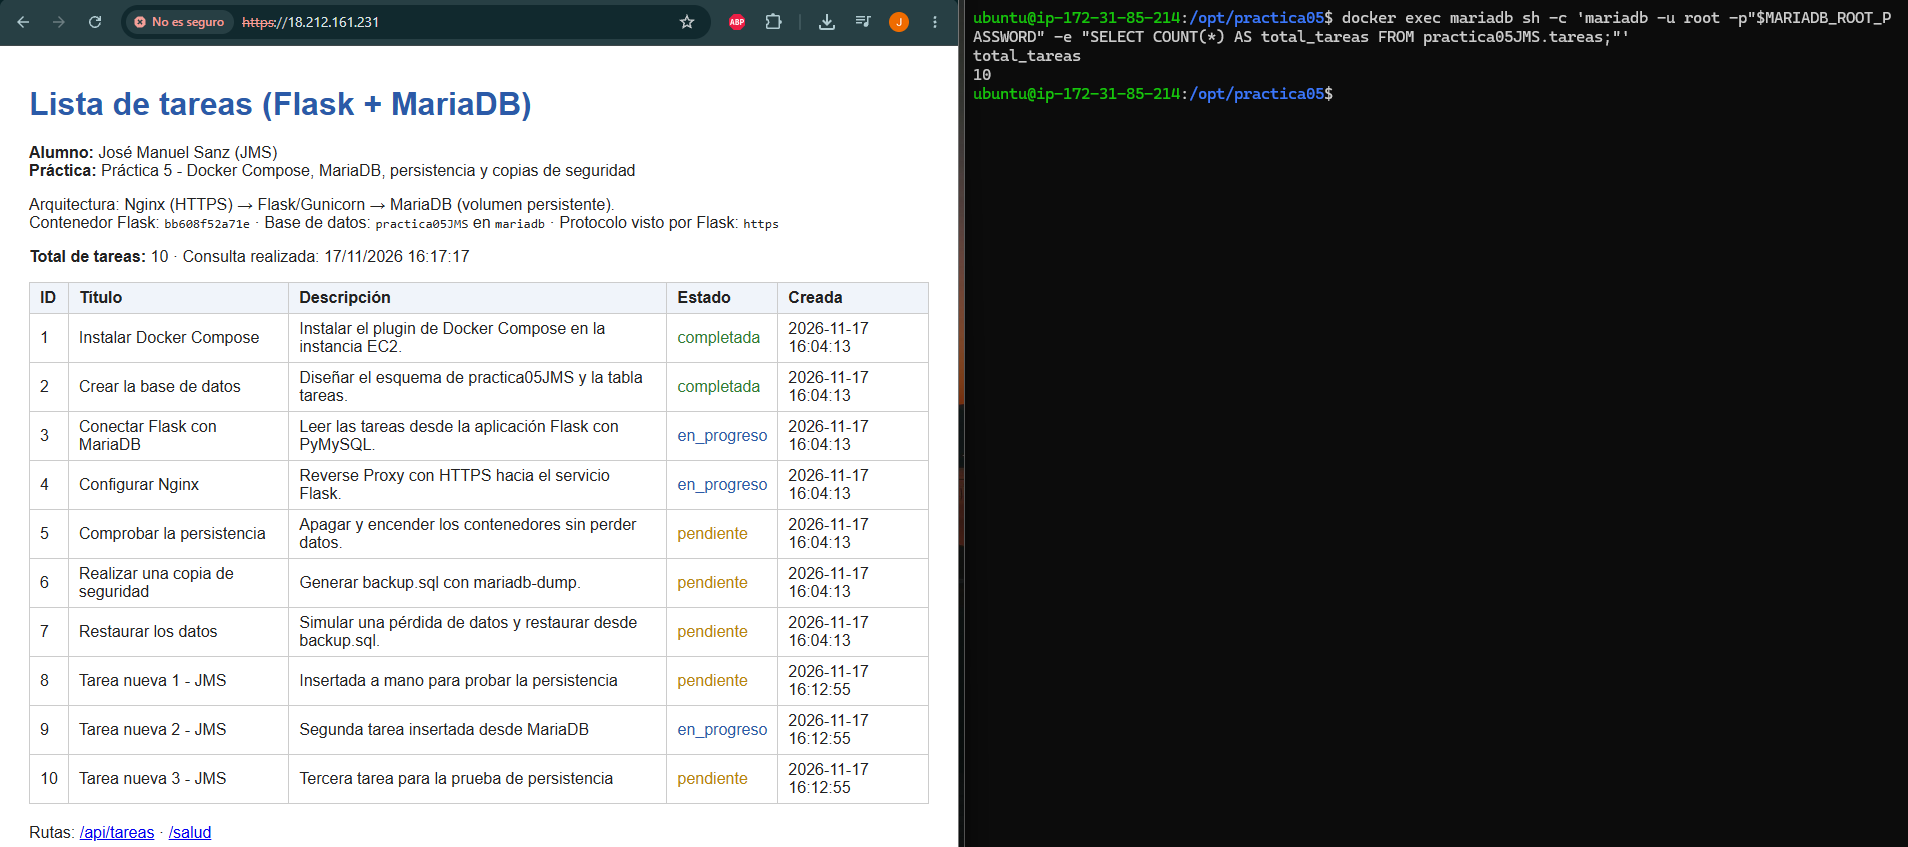 No es seguro https://18.212.161.231 ABP J
Lista de tareas (Flask + MariaDB)
Alumno: José Manuel Sanz (JMS)
Práctica: Práctica 5 - Docker Compose, MariaDB, persistencia y copias de seguridad
Arquitectura: Nginx (HTTPS) → Flask/Gunicorn → MariaDB (volumen persistente).
Contenedor Flask: bb608f52a71e · Base de datos: practica05JMS en mariadb · Protocolo visto por Flask: https
Total de tareas: 10 · Consulta realizada: 17/11/2026 16:17:17
ID Título Descripción Estado Creada
1 Instalar Docker Compose Instalar el plugin de Docker Compose en la instancia EC2. completada 2026-11-17 16:04:13
2 Crear la base de datos Diseñar el esquema de practica05JMS y la tabla tareas. completada 2026-11-17 16:04:13
3 Conectar Flask con MariaDB Leer las tareas desde la aplicación Flask con PyMySQL. en_progreso 2026-11-17 16:04:13
4 Configurar Nginx Reverse Proxy con HTTPS hacia el servicio Flask. en_progreso 2026-11-17 16:04:13
5 Comprobar la persistencia Apagar y encender los contenedores sin perder datos. pendiente 2026-11-17 16:04:13
6 Realizar una copia de seguridad Generar backup.sql con mariadb-dump. pendiente 2026-11-17 16:04:13
7 Restaurar los datos Simular una pérdida de datos y restaurar desde backup.sql. pendiente 2026-11-17 16:04:13
8 Tarea nueva 1 - JMS Insertada a mano para probar la persistencia pendiente 2026-11-17 16:12:55
9 Tarea nueva 2 - JMS Segunda tarea insertada desde MariaDB en_progreso 2026-11-17 16:12:55
10 Tarea nueva 3 - JMS Tercera tarea para la prueba de persistencia pendiente 2026-11-17 16:12:55
Rutas: /api/tareas · /salud
ubuntu@ip-172-31-85-214:/opt/practica05$ docker exec mariadb sh -c 'mariadb -u root -p"$MARIADB_ROOT_P
ASSWORD" -e "SELECT COUNT(*) AS total_tareas FROM practica05JMS.tareas;"'
total_tareas
10
ubuntu@ip-172-31-85-214:/opt/practica05$